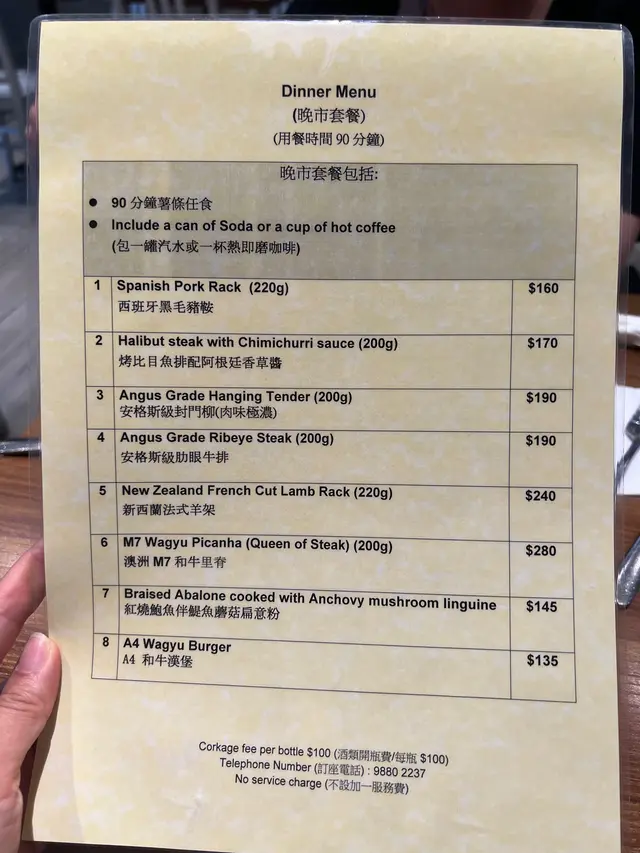 Dinner Menu
(晚市套餐)
(用餐時間 90 分鐘)
晚市套餐包括:
● 90 分鐘薯條任食
● Include a can of Soda or a cup of hot coffee
(包一罐汽水或一杯熱即磨咖啡)
1 Spanish Pork Rack (220g) $160
西班牙黑毛豬鞍
2 Halibut steak with Chimichurri sauce (200g) $170
烤比目魚排配阿根廷香草醬
3 Angus Grade Hanging Tender (200g) $190
安格斯級封門柳(肉味極濃)
4 Angus Grade Ribeye Steak (200g) $190
安格斯級肋眼牛排
5 New Zealand French Cut Lamb Rack (220g) $240
新西蘭法式羊架
6 M7 Wagyu Picanha (Queen of Steak) (200g) $280
澳洲 M7 和牛里脊
7 Braised Abalone cooked with Anchovy mushroom linguine $145
紅燒鮑魚伴鯷魚蘑菇扁意粉
8 A4 Wagyu Burger $135
A4 和牛漢堡
Corkage fee per bottle $100 (酒類開瓶費/每瓶 $100)
Telephone Number (訂座電話) : 9880 2237
No service charge (不設加一服務費)